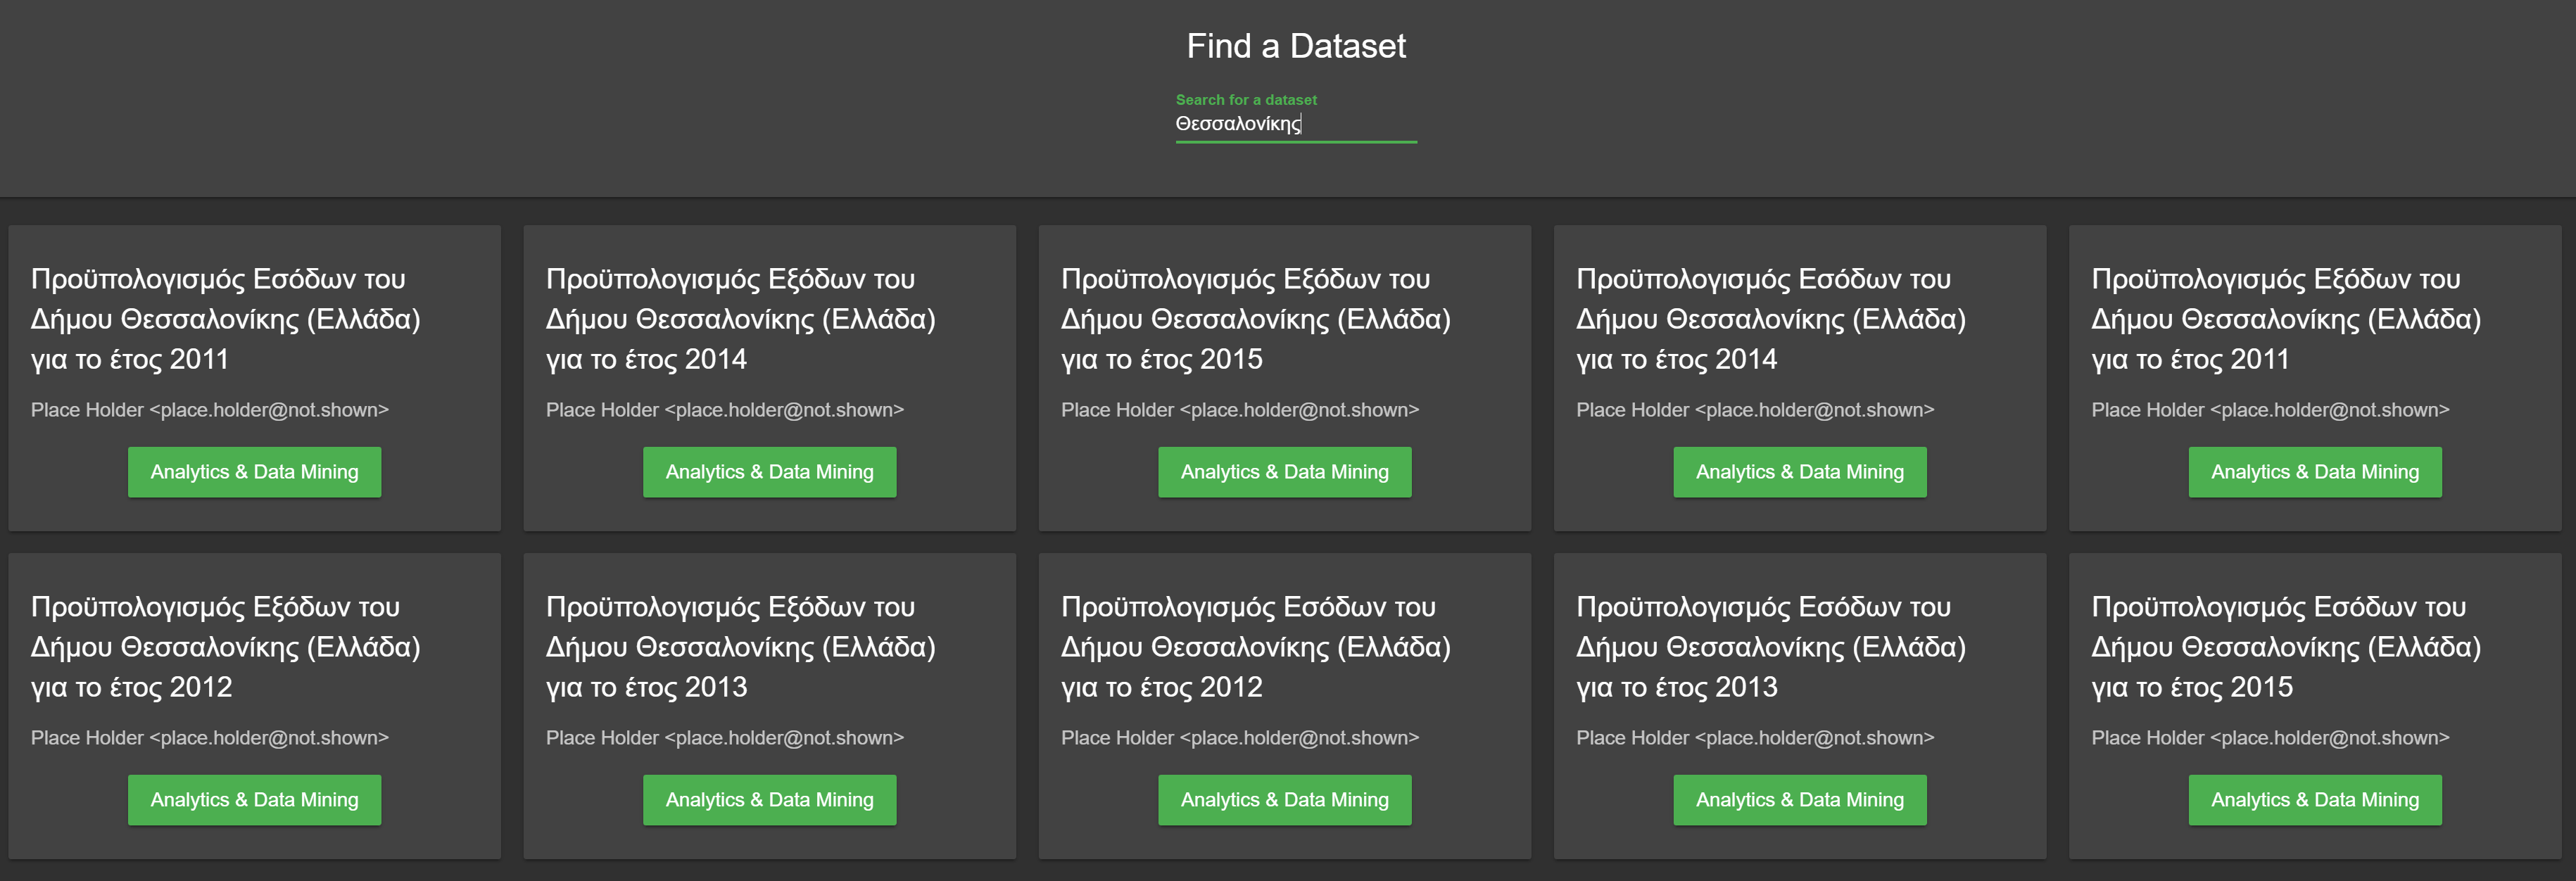 Find a Dataset
Search for a dataset
Θεσσαλονίκης
Προϋπολογισμός Εσόδων του
Δήμου Θεσσαλονίκης (Ελλάδα)
για το έτος 2011
Place Holder <place.holder@not.shown>
Analytics & Data Mining
Προϋπολογισμός Εξόδων του
Δήμου Θεσσαλονίκης (Ελλάδα)
για το έτος 2014
Place Holder <place.holder@not.shown>
Analytics & Data Mining
Προϋπολογισμός Εξόδων του
Δήμου Θεσσαλονίκης (Ελλάδα)
για το έτος 2015
Place Holder <place.holder@not.shown>
Analytics & Data Mining
Προϋπολογισμός Εσόδων του
Δήμου Θεσσαλονίκης (Ελλάδα)
για το έτος 2014
Place Holder <place.holder@not.shown>
Analytics & Data Mining
Προϋπολογισμός Εξόδων του
Δήμου Θεσσαλονίκης (Ελλάδα)
για το έτος 2011
Place Holder <place.holder@not.shown>
Analytics & Data Mining
Προϋπολογισμός Εξόδων του
Δήμου Θεσσαλονίκης (Ελλάδα)
για το έτος 2012
Place Holder <place.holder@not.shown>
Analytics & Data Mining
Προϋπολογισμός Εξόδων του
Δήμου Θεσσαλονίκης (Ελλάδα)
για το έτος 2013
Place Holder <place.holder@not.shown>
Analytics & Data Mining
Προϋπολογισμός Εσόδων του
Δήμου Θεσσαλονίκης (Ελλάδα)
για το έτος 2012
Place Holder <place.holder@not.shown>
Analytics & Data Mining
Προϋπολογισμός Εσόδων του
Δήμου Θεσσαλονίκης (Ελλάδα)
για το έτος 2013
Place Holder <place.holder@not.shown>
Analytics & Data Mining
Προϋπολογισμός Εσόδων του
Δήμου Θεσσαλονίκης (Ελλάδα)
για το έτος 2015
Place Holder <place.holder@not.shown>
Analytics & Data Mining